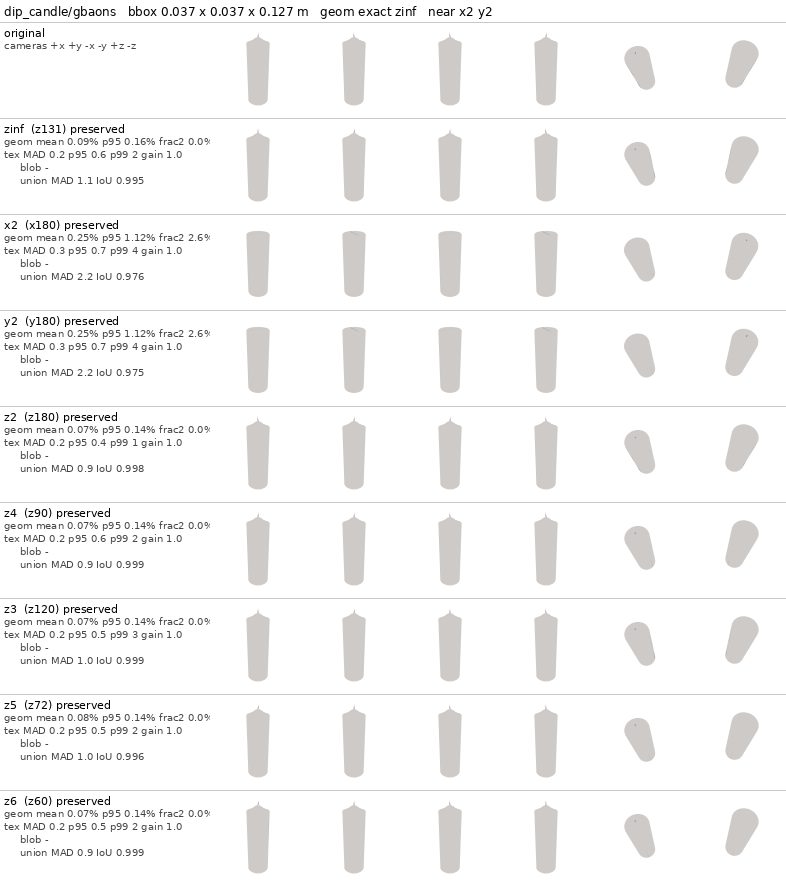 dip_candle/gbaons bbox 0.037 x 0.037 x 0.127 m geom exact zinf near x2 y2
original
cameras +x +y -x -y +z -z
zinf (z131) preserved
geom mean 0.09% p95 0.16% frac2 0.0%
tex MAD 0.2 p95 0.6 p99 2 gain 1.0
blob -
union MAD 1.1 IoU 0.995
x2 (x180) preserved
geom mean 0.25% p95 1.12% frac2 2.6%
tex MAD 0.3 p95 0.7 p99 4 gain 1.0
blob -
union MAD 2.2 IoU 0.976
y2 (y180) preserved
geom mean 0.25% p95 1.12% frac2 2.6%
tex MAD 0.3 p95 0.7 p99 4 gain 1.0
blob -
union MAD 2.2 IoU 0.975
z2 (z180) preserved
geom mean 0.07% p95 0.14% frac2 0.0%
tex MAD 0.2 p95 0.4 p99 1 gain 1.0
blob -
union MAD 0.9 IoU 0.998
z4 (z90) preserved
geom mean 0.07% p95 0.14% frac2 0.0%
tex MAD 0.2 p95 0.6 p99 2 gain 1.0
blob -
union MAD 0.9 IoU 0.999
z3 (z120) preserved
geom mean 0.07% p95 0.14% frac2 0.0%
tex MAD 0.2 p95 0.5 p99 3 gain 1.0
blob -
union MAD 1.0 IoU 0.999
z5 (z72) preserved
geom mean 0.08% p95 0.14% frac2 0.0%
tex MAD 0.2 p95 0.5 p99 2 gain 1.0
blob -
union MAD 1.0 IoU 0.996
z6 (z60) preserved
geom mean 0.07% p95 0.14% frac2 0.0%
tex MAD 0.2 p95 0.5 p99 2 gain 1.0
blob -
union MAD 0.9 IoU 0.999